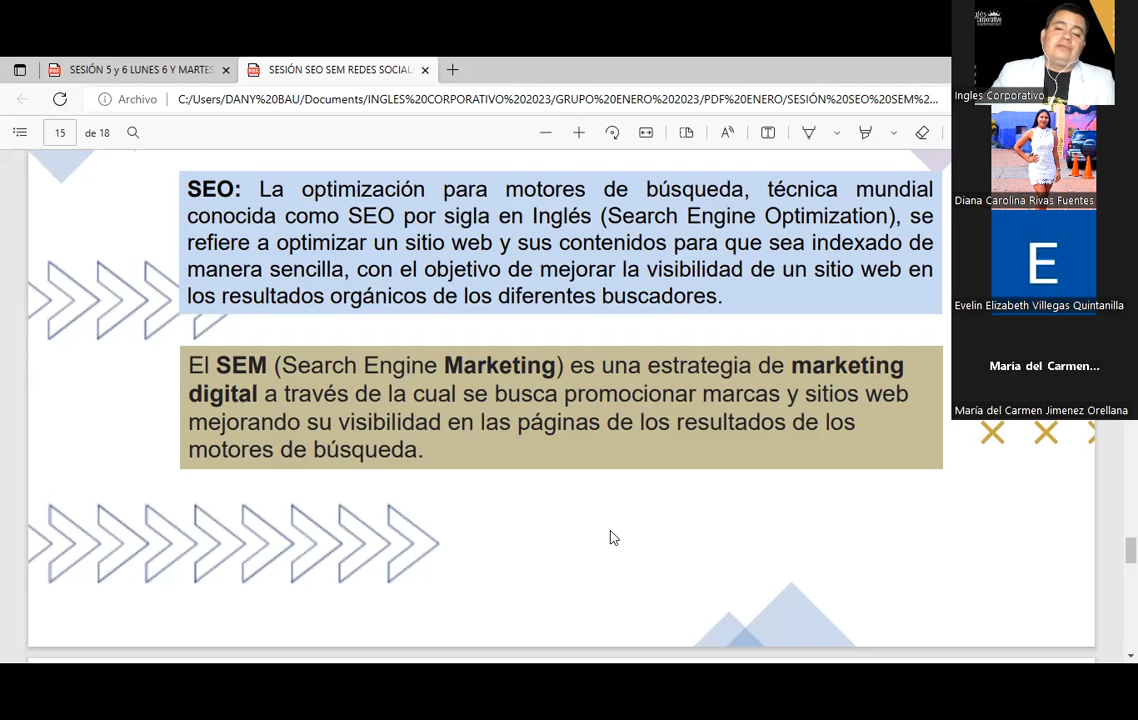 SESIÓN 5 y 6 LUNES 6 Y MARTES
SESIÓN SEO SEM REDES SOCIAL
Archivo
C:/Users/DANY%20BAU/Documents/INGLES%20CORPORATIVO%202023/GRUPO%20ENERO%202023/PDF%20ENERO/SESIÓN%20SEO%20SEM%...
15 de 18
SEO: La optimización para motores de búsqueda, técnica mundial
conocida como SEO por sigla en Inglés (Search Engine Optimization), se
refiere a optimizar un sitio web y sus contenidos para que sea indexado de
manera sencilla, con el objetivo de mejorar la visibilidad de un sitio web en
los resultados orgánicos de los diferentes buscadores.
El SEM (Search Engine Marketing) es una estrategia de marketing
digital a través de la cual se busca promocionar marcas y sitios web
mejorando su visibilidad en las páginas de los resultados de los
motores de búsqueda.
Ingles Corporativo
Diana Carolina Rivas Fuentes
E
Evelin Elizabeth Villegas Quintanilla
María del Carmen...
María del Carmen Jimenez Orellana